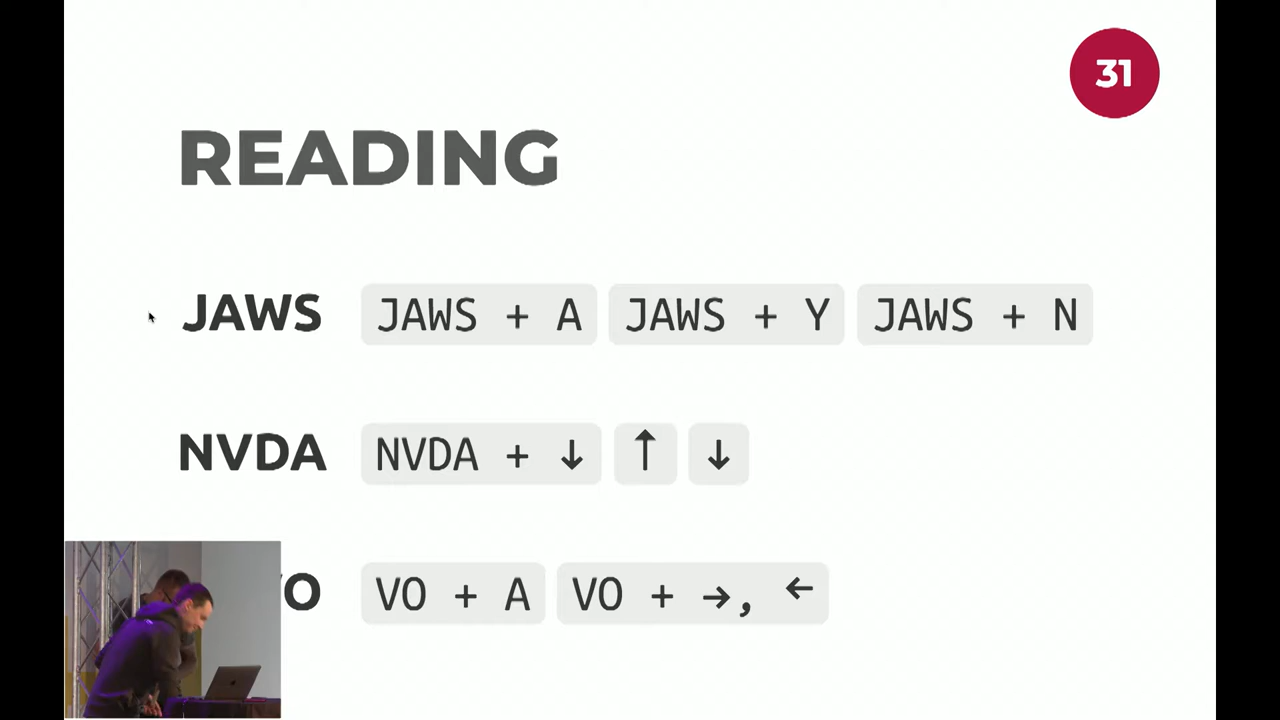 31
READING
JAWS JAWS + A JAWS + Y JAWS + N
NVDA NVDA + ↓ ↑ ↓
O VO + A VO + →, ←